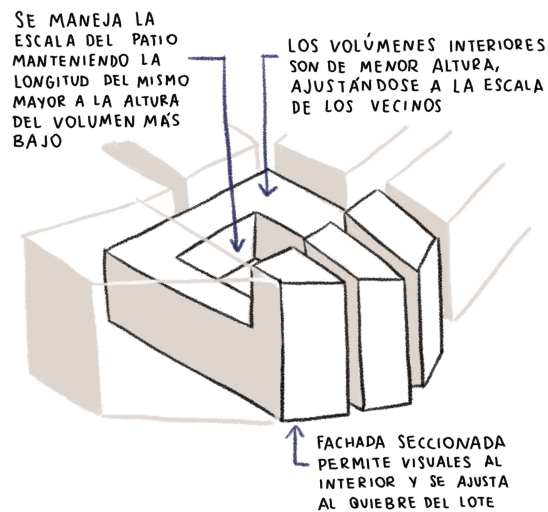 SE MANEJA LA
ESCALA DEL PATIO
MANTENIENDO LA
LONGITUD DEL MISMO
MAYOR A LA ALTURA
DEL VOLUMEN MÁS
BAJO
LOS VOLÚMENES INTERIORES
SON DE MENOR ALTURA,
AJUSTÁNDOSE A LA ESCALA
DE LOS VECINOS
FACHADA SECCIONADA
PERMITE VISUALES AL
INTERIOR Y SE AJUSTA
AL QUIEBRE DEL LOTE